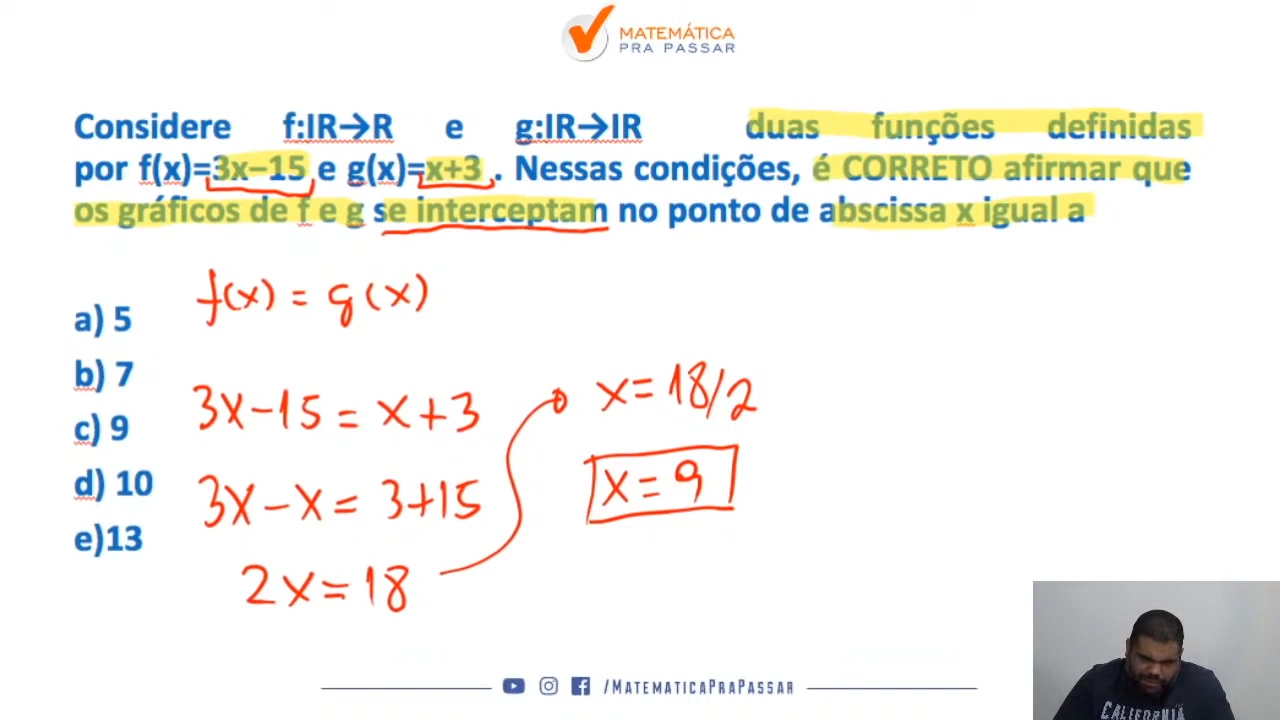 MATEMÁTICA
PRA PASSAR
Considere f:IR→R e g:IR→IR duas funções definidas
por f(x)=3x−15 e g(x)=x+3 . Nessas condições, é CORRETO afirmar que
os gráficos de f e g se interceptam no ponto de abscissa x igual a
f(x) = g(x)
a) 5
b) 7
3x-15 = x+3
x = 18/2
c) 9
d) 10
3x-x = 3+15
x = 9
e)13
2x = 18
/MATEMATICAPRAPASSAR
CALIFORNIA